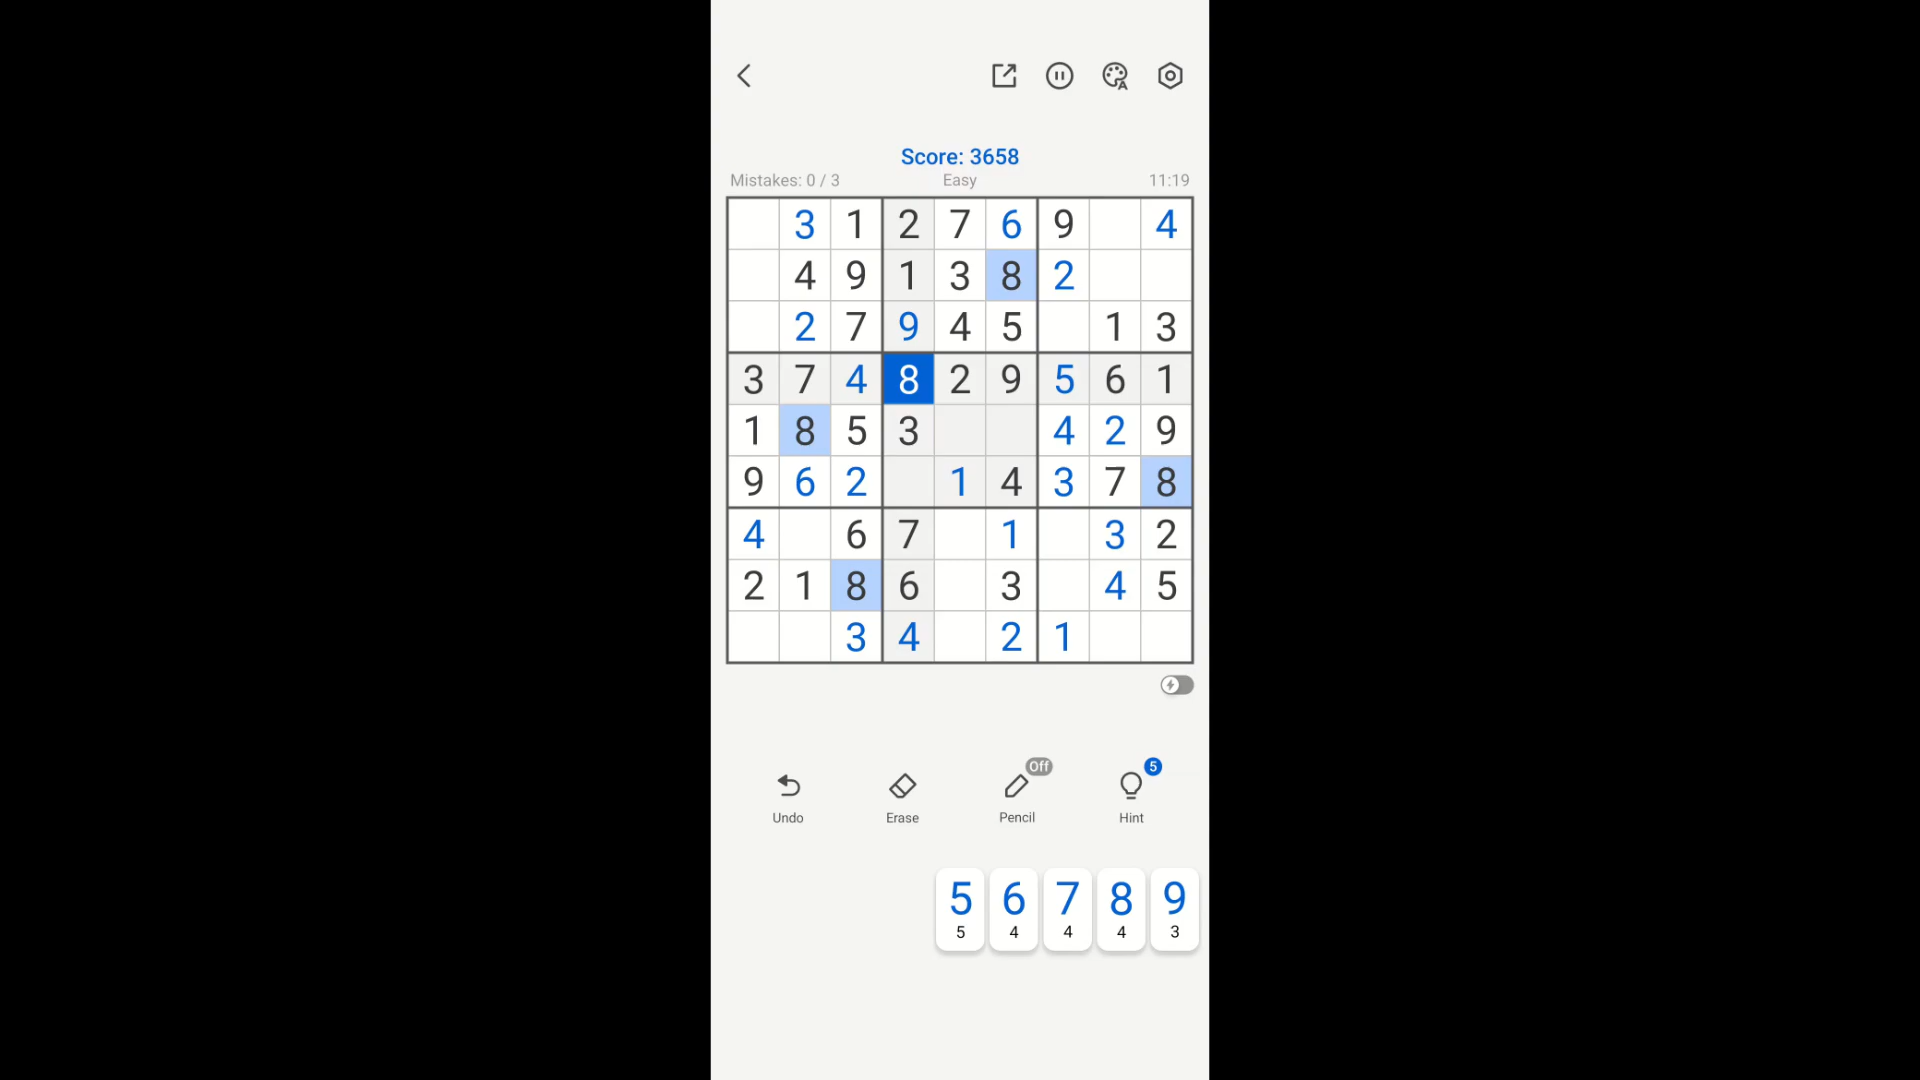 Score: 3658
Mistakes: 0 / 3 Easy 11:19
3 1 2 7 6 9 4
4 9 1 3 8 2
2 7 9 4 5 1 3
3 7 4 8 2 9 5 6 1
1 8 5 3 4 2 9
9 6 2 1 4 3 7 8
4 6 7 1 3 2
2 1 8 6 3 4 5
3 4 2 1
Off 5
Undo Erase Pencil Hint
5 6 7 8 9
5 4 4 4 3